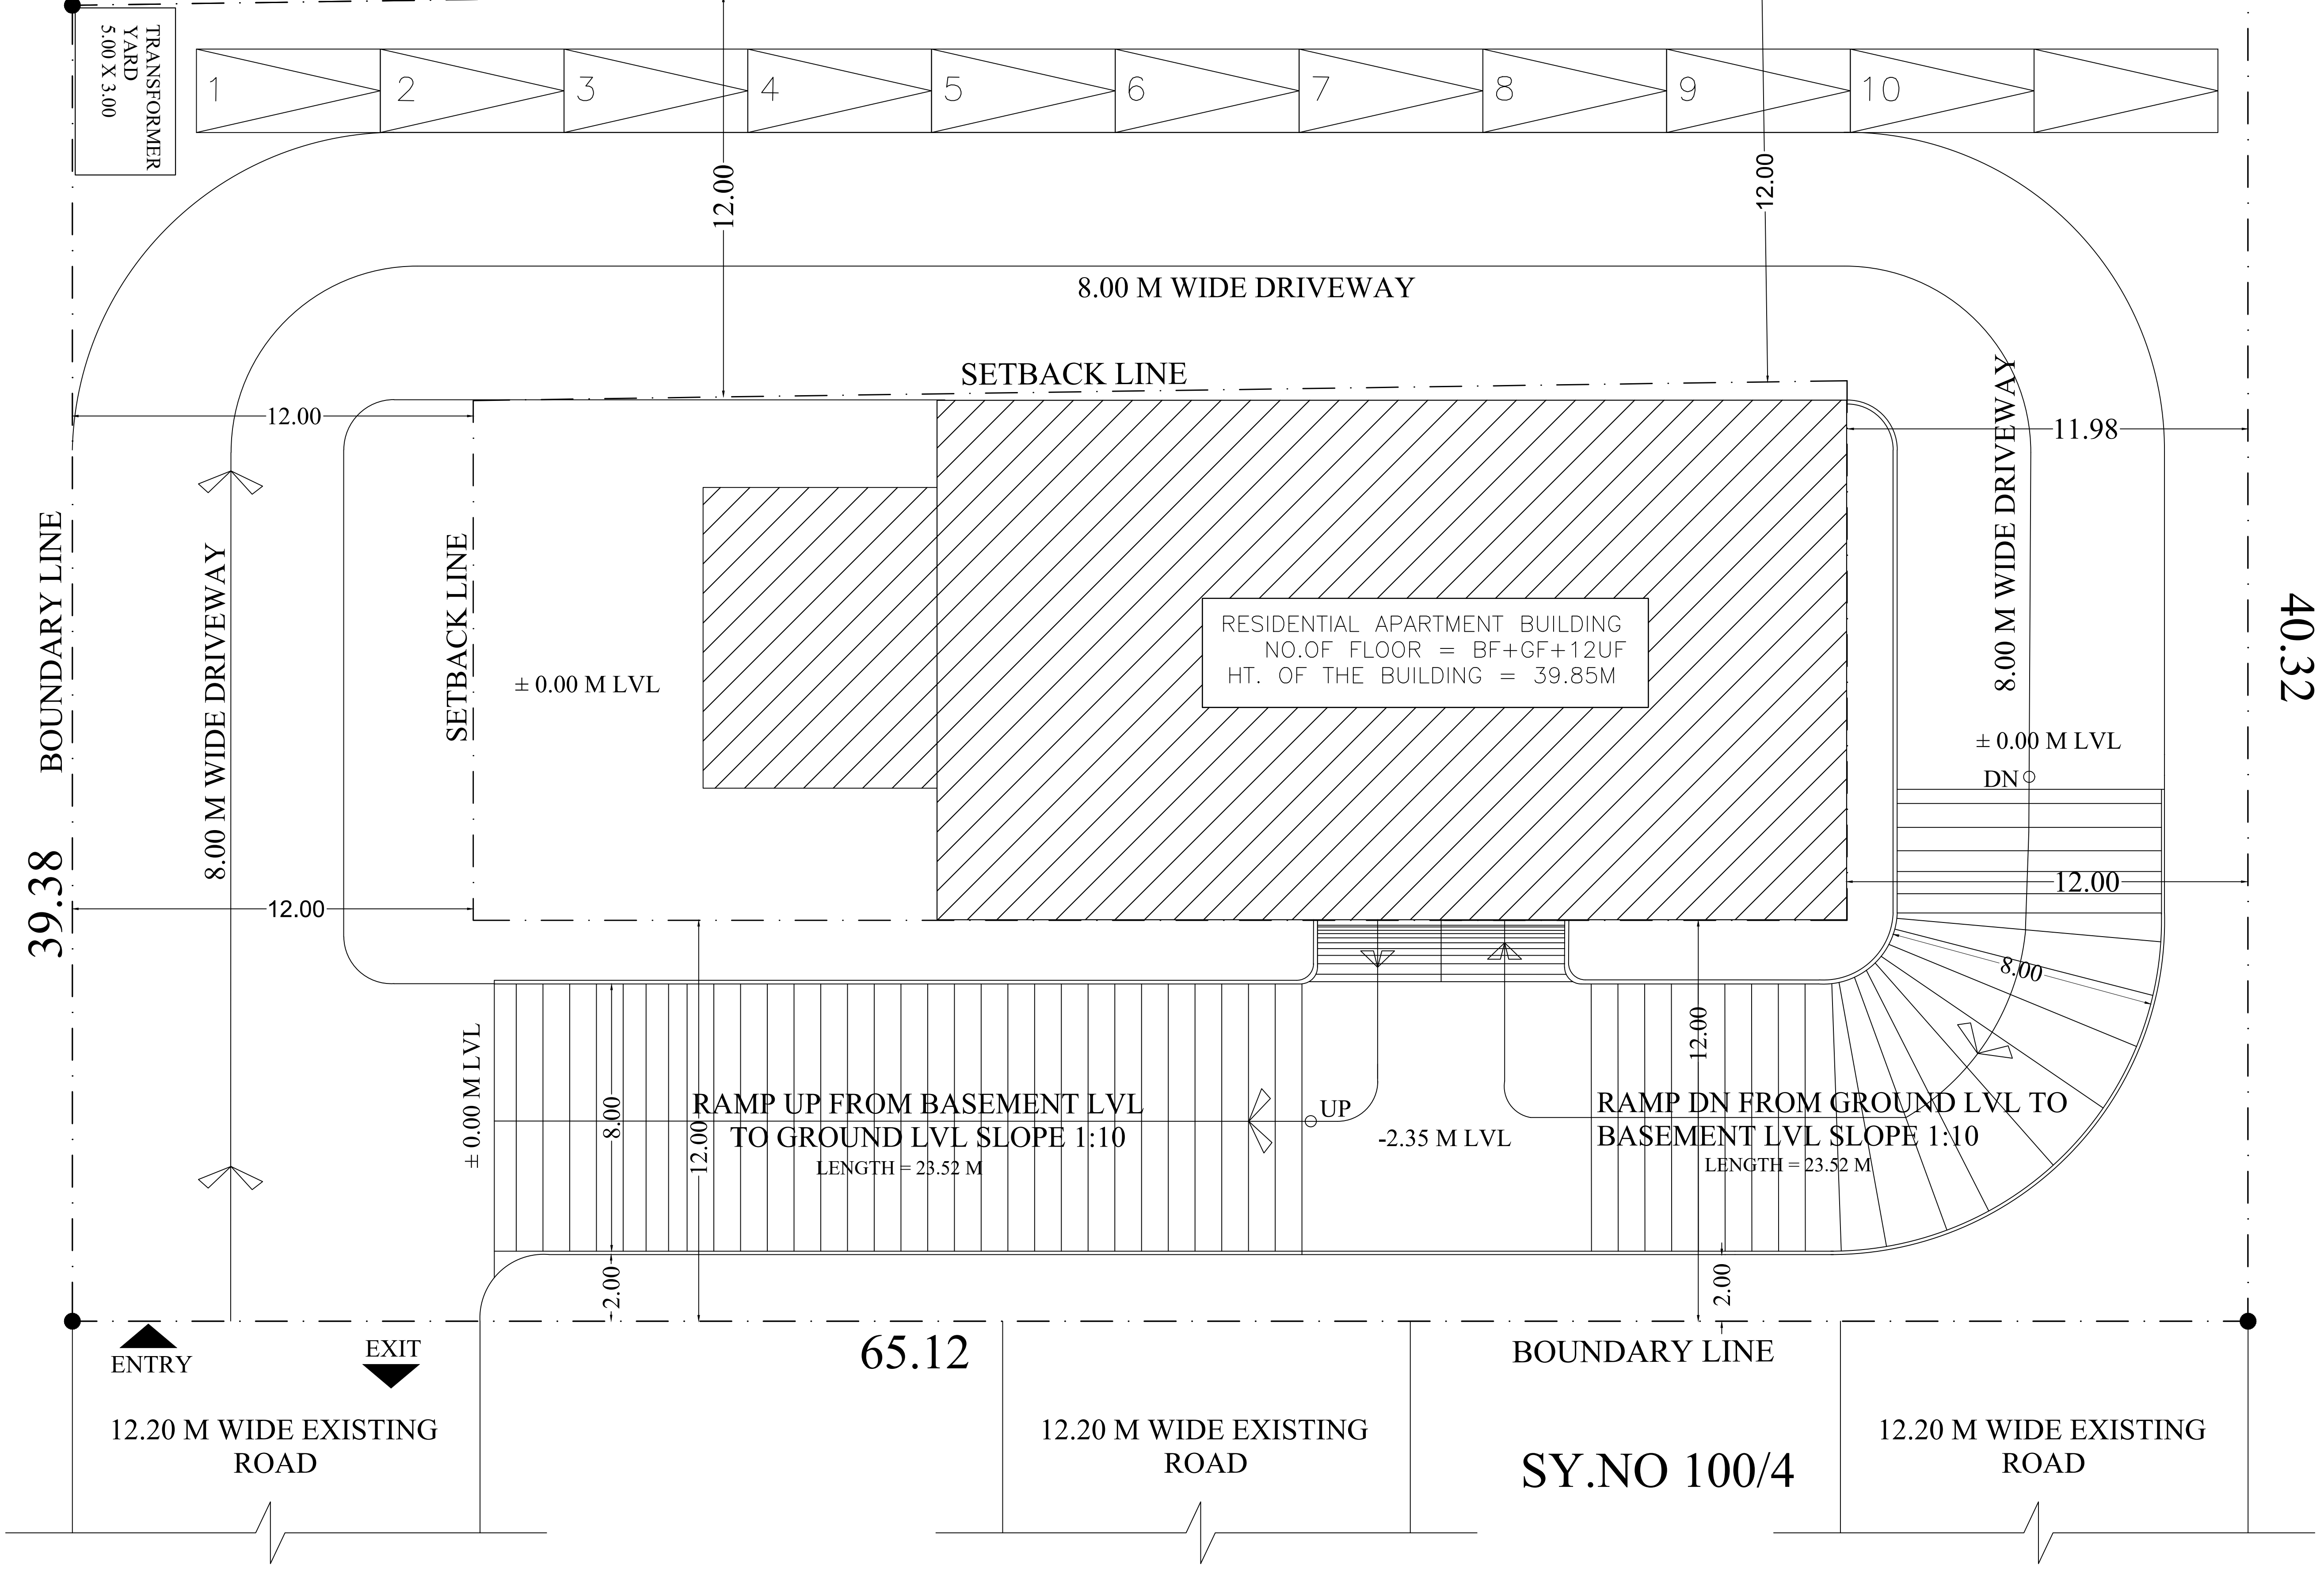 TRANSFORMER
YARD
5.00 X 3.00
1
2
3
4
5
6
7
8
9
10
12.00
12.00
8.00 M WIDE DRIVEWAY
SETBACK LINE
12.00
11.98
8.00 M WIDE DRIVEWAY
BOUNDARY LINE
8.00 M WIDE DRIVEWAY
SETBACK LINE
± 0.00 M LVL
RESIDENTIAL APARTMENT BUILDING
NO.OF FLOOR = BF+GF+12UF
HT. OF THE BUILDING = 39.85M
40.32
± 0.00 M LVL
DN
39.38
12.00
12.00
8.00
± 0.00 M LVL
8.00
12.00
RAMP UP FROM BASEMENT LVL
TO GROUND LVL SLOPE 1:10
LENGTH = 23.52 M
UP
-2.35 M LVL
12.00
RAMP DN FROM GROUND LVL TO
BASEMENT LVL SLOPE 1:10
LENGTH = 23.52 M
2.00
2.00
ENTRY
EXIT
65.12
BOUNDARY LINE
12.20 M WIDE EXISTING
ROAD
12.20 M WIDE EXISTING
ROAD
SY.NO 100/4
12.20 M WIDE EXISTING
ROAD